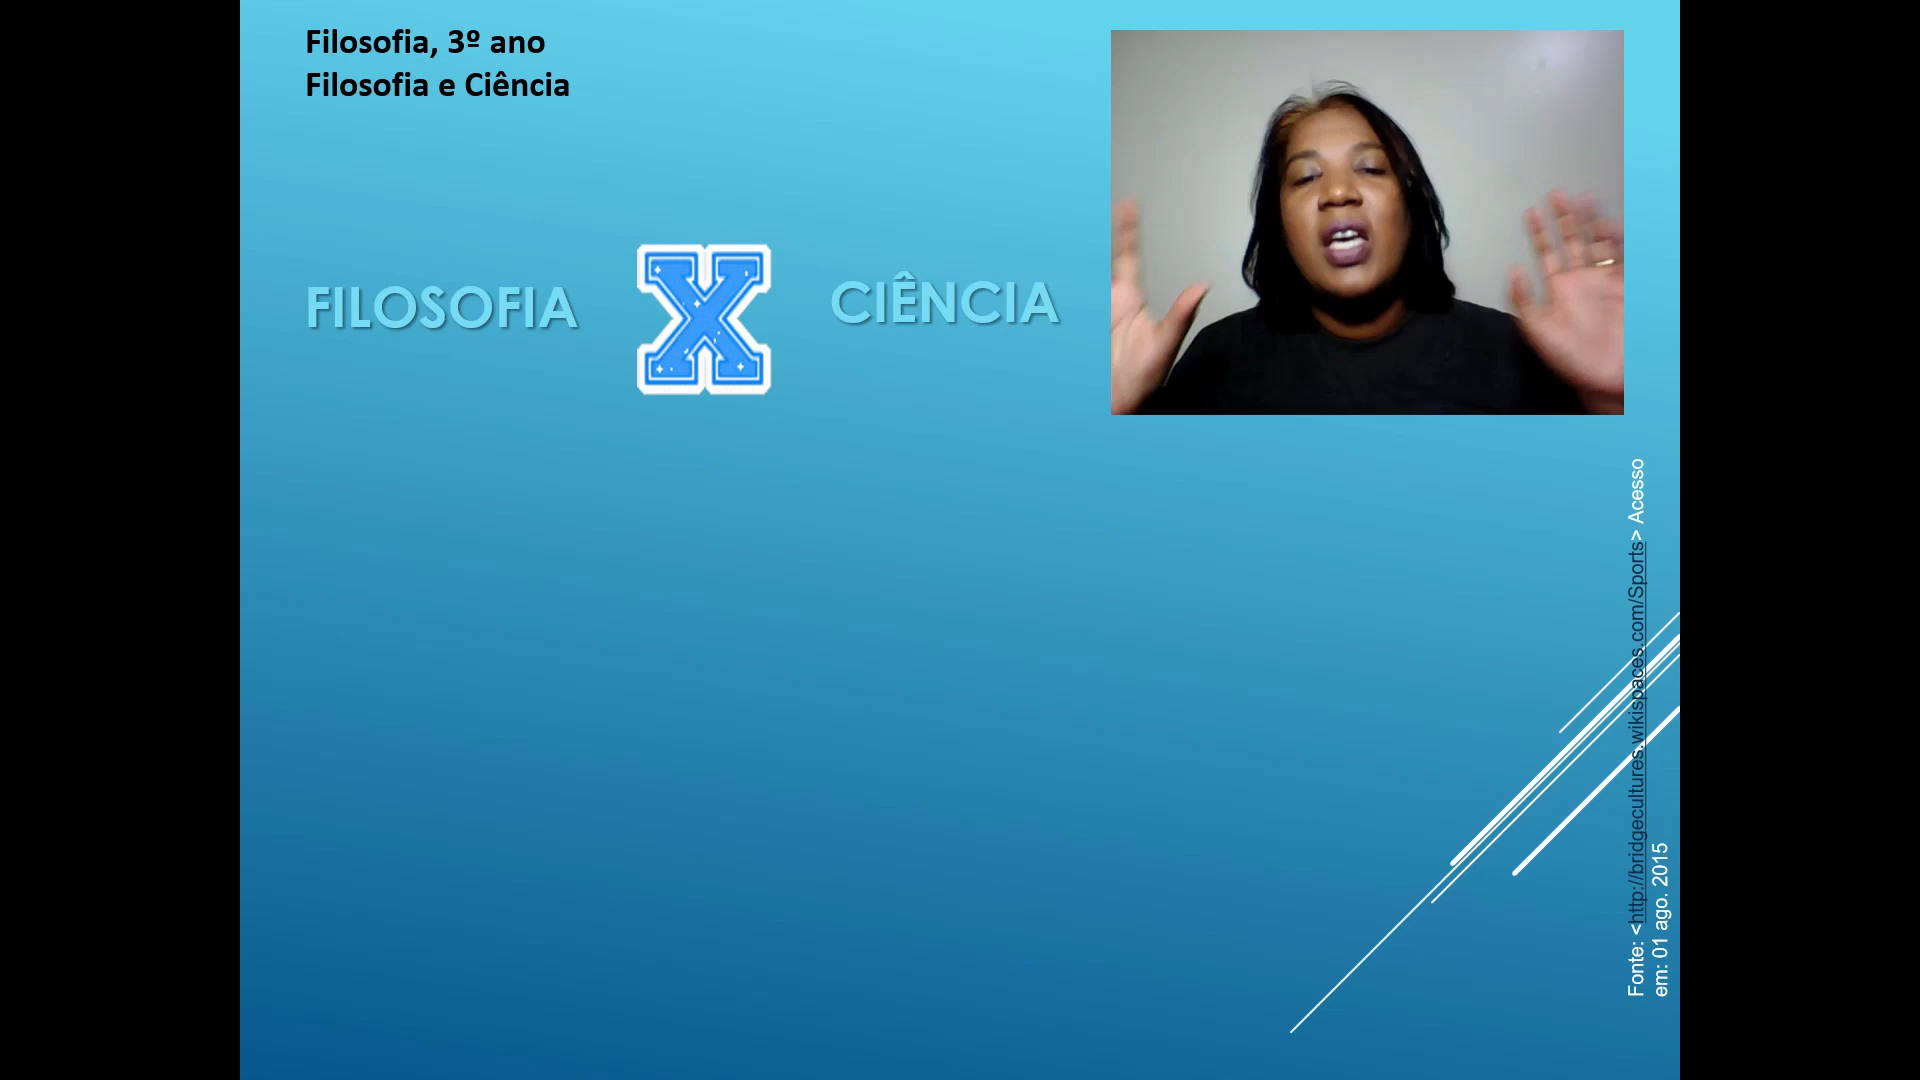 Filosofia, 3º ano
Filosofia e Ciência
FILOSOFIA X CIÊNCIA
Fonte: <http://bridgecultures.wikispaces.com/Sports> Acesso
em: 01 ago. 2015